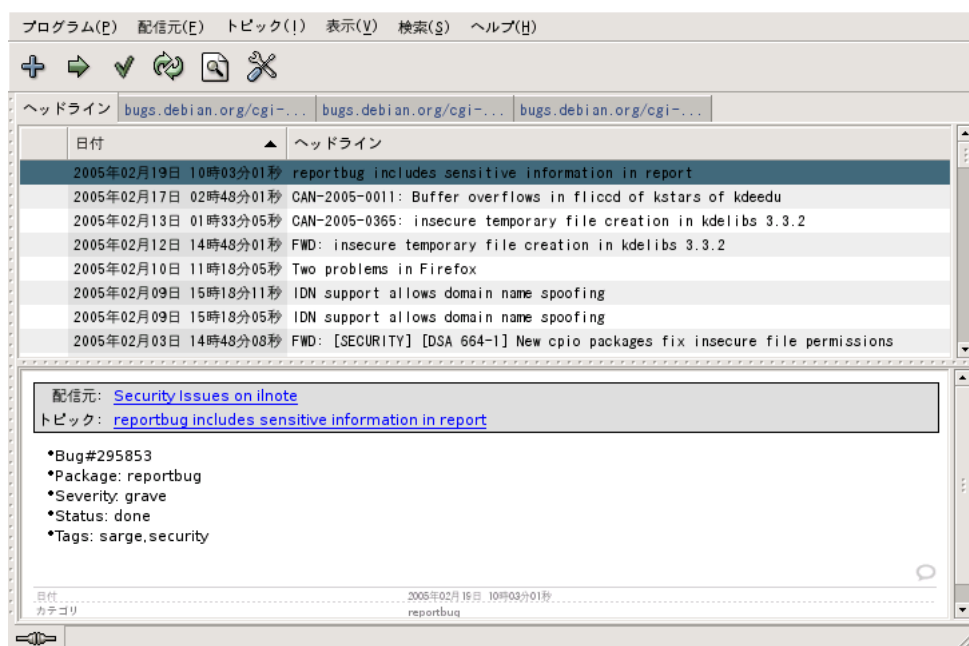 プログラム(P) 配信元(F) トピック(I) 表示(V) 検索(S) ヘルプ(H)
ヘッドライン bugs.debian.org/cgi-... bugs.debian.org/cgi-... bugs.debian.org/cgi-...
日付 ヘッドライン
2005年02月19日 10時03分01秒 reportbug includes sensitive information in report
2005年02月17日 02時48分01秒 CAN-2005-0011: Buffer overflows in fliccd of kstars of kdeedu
2005年02月13日 01時33分05秒 CAN-2005-0365: insecure temporary file creation in kdelibs 3.3.2
2005年02月12日 14時48分01秒 FWD: insecure temporary file creation in kdelibs 3.3.2
2005年02月10日 11時18分05秒 Two problems in Firefox
2005年02月09日 15時18分11秒 IDN support allows domain name spoofing
2005年02月09日 15時18分05秒 IDN support allows domain name spoofing
2005年02月03日 14時48分08秒 FWD: [SECURITY] [DSA 664-1] New cpio packages fix insecure file permissions
配信元: Security Issues on ilnote
トピック: reportbug includes sensitive information in report
•Bug#295853
•Package: reportbug
•Severity: grave
•Status: done
•Tags: sarge,security
日付 2005年02月19日 10時03分01秒
カテゴリ reportbug